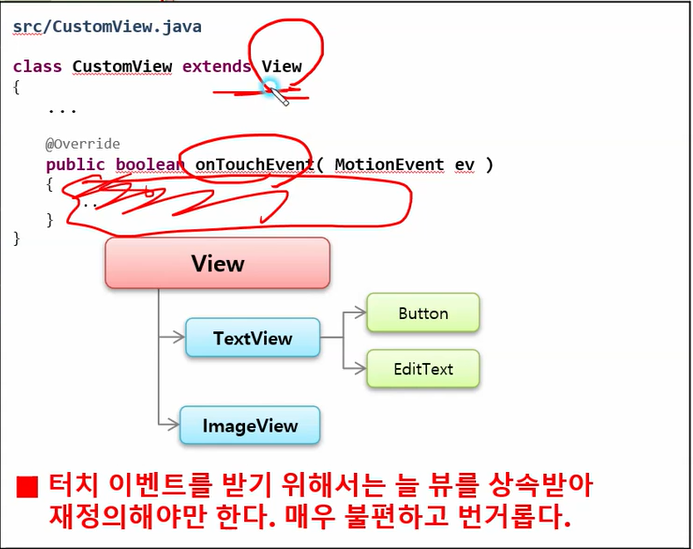 src/CustomView.java
class CustomView extends View
{
...
@Override
public boolean onTouchEvent( MotionEvent ev )
{
..
}
}
View
TextView
Button
EditText
ImageView
■ 터치 이벤트를 받기 위해서는 늘 뷰를 상속받아
재정의해야만 한다. 매우 불편하고 번거롭다.